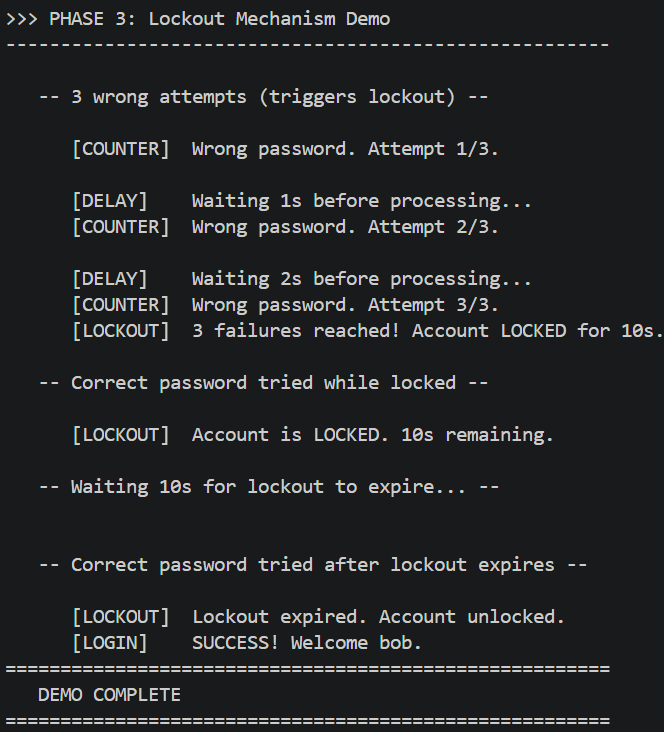 >>> PHASE 3: Lockout Mechanism Demo
-------------------------------------------------------
-- 3 wrong attempts (triggers lockout) --
[COUNTER]  Wrong password. Attempt 1/3.
[DELAY]    Waiting 1s before processing...
[COUNTER]  Wrong password. Attempt 2/3.
[DELAY]    Waiting 2s before processing...
[COUNTER]  Wrong password. Attempt 3/3.
[LOCKOUT]  3 failures reached! Account LOCKED for 10s.
-- Correct password tried while locked --
[LOCKOUT]  Account is LOCKED. 10s remaining.
-- Waiting 10s for lockout to expire... --
-- Correct password tried after lockout expires --
[LOCKOUT]  Lockout expired. Account unlocked.
[LOGIN]    SUCCESS! Welcome bob.
=======================================================
DEMO COMPLETE
=======================================================